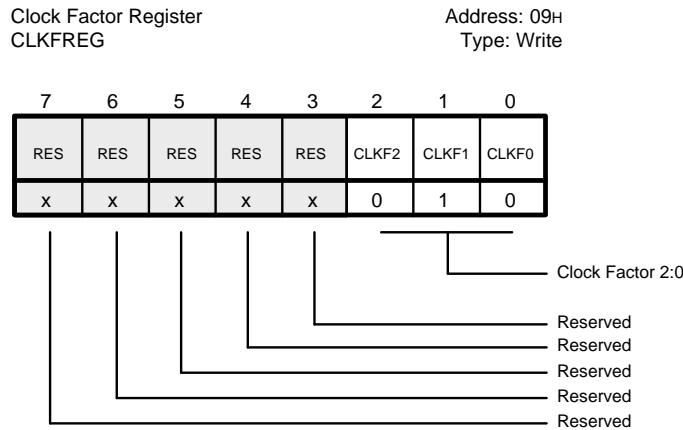 Clock Factor Register Address: 09H
CLKFREG Type: Write
7 6 5 4 3 2 1 0
RES RES RES RES RES CLKF2 CLKF1 CLKF0
x x x x x 0 1 0
Clock Factor 2:0
Reserved
Reserved
Reserved
Reserved
Reserved